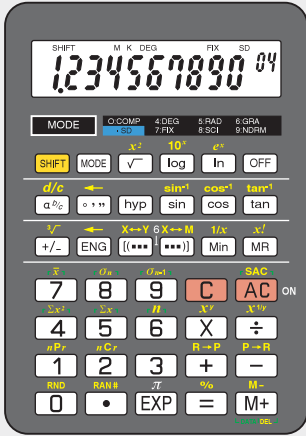 SHIFT M K DEG FIX SD
1,234567890 04
MODE 0:COMP 4:DEG 5:RAD 6:GRA
·SD 7:FIX 8:SCI 9:NDRM
x² 10ˣ eˣ
SHIFT MODE √‾ log ln OFF
d/c ← sin-1 cos-1 tan-1
a b/c ∘ , ,, hyp sin cos tan
³√‾ ← X↔Y 6 X↔M 1/x x!
+/− ENG [(··· ···)] Min MR
x̄ σn σn-1 SAC
7 8 9 C AC ON
Σx² Σx n Xʸ X¹/ʸ
4 5 6 X ÷
nPr nCr R→P P→R
1 2 3 + −
RND RAN# π % M−
0 • EXP = M+
DEL